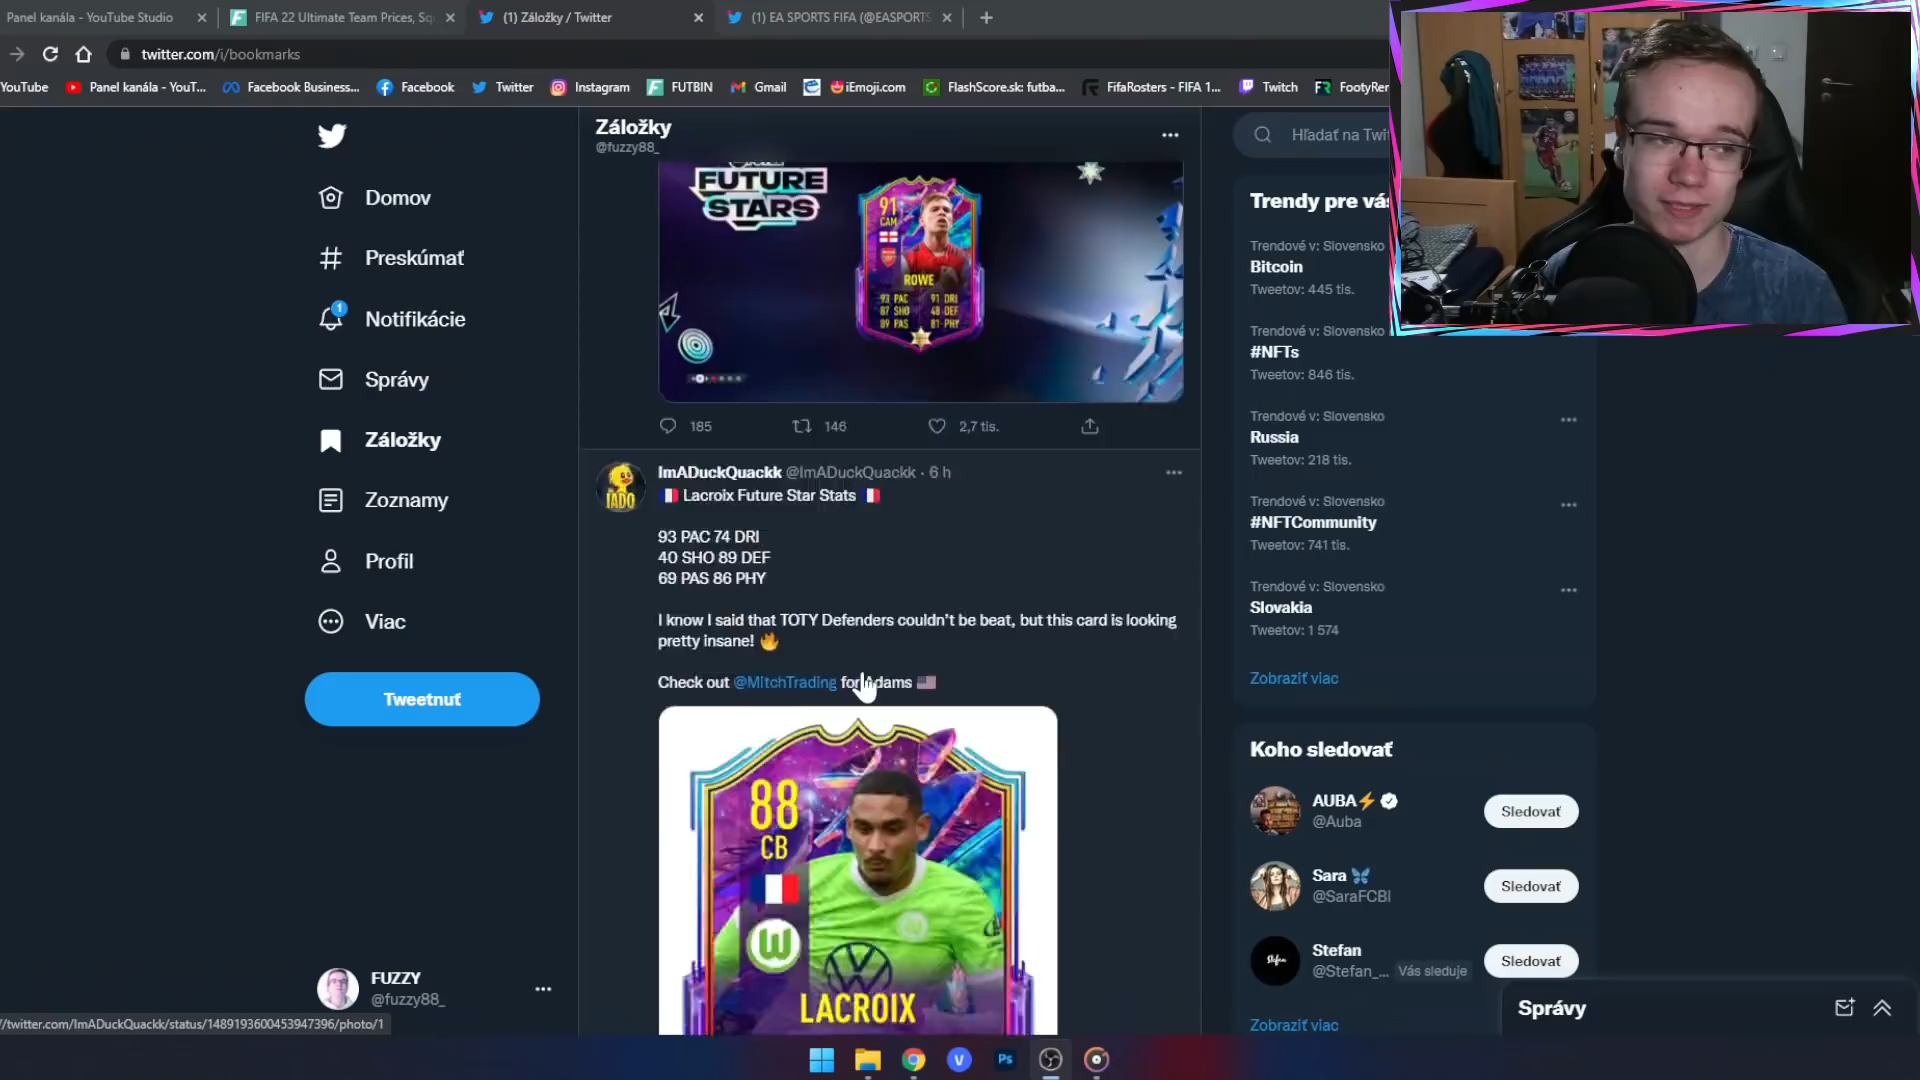 Panel kanála - YouTube Studio
FIFA 22 Ultimate Team Prices, Sq
(1) Záložky / Twitter
(1) EA SPORTS FIFA (@EASPORTS
twitter.com/i/bookmarks
YouTube
Panel kanála - YouT...
Facebook Business...
Facebook
Twitter
Instagram
FUTBIN
Gmail
iEmoji.com
FlashScore.sk: futba...
FifaRosters - FIFA 1...
Twitch
FootyRer
Domov
Preskúmať
1
Notifikácie
Správy
Záložky
Zoznamy
Profil
Viac
Tweetnuť
FUZZY
@fuzzy88_
Záložky
@fuzzy88_
FUTURE
STARS
91
CAM
ROWE
93 PAC 91 DRI
87 SHO 48 DEF
89 PAS 81 PHY
185
146
2,7 tis.
ImADuckQuackk @ImADuckQuackk · 6 h
🇫🇷 Lacroix Future Star Stats 🇫🇷
93 PAC 74 DRI
40 SHO 89 DEF
69 PAS 86 PHY
I know I said that TOTY Defenders couldn't be beat, but this card is looking
pretty insane! 🔥
Check out @MitchTrading for Adams 🇺🇸
IADO
88
CB
W
LACROIX
Hľadať na Twi
Trendy pre vás
Trendové v: Slovensko
Bitcoin
Tweetov: 445 tis.
Trendové v: Slovensko
#NFTs
Tweetov: 846 tis.
Trendové v: Slovensko
Russia
Tweetov: 218 tis.
Trendové v: Slovensko
#NFTCommunity
Tweetov: 741 tis.
Trendové v: Slovensko
Slovakia
Tweetov: 1 574
Zobraziť viac
Koho sledovať
AUBA⚡
@Auba
Sledovať
Sara 🦋
@SaraFCBI
Sledovať
Stefan
@Stefan_... Vás sleduje
Sledovať
Zobraziť viac
Správy
//twitter.com/ImADuckQuackk/status/1489193600453947396/photo/1
V
Ps